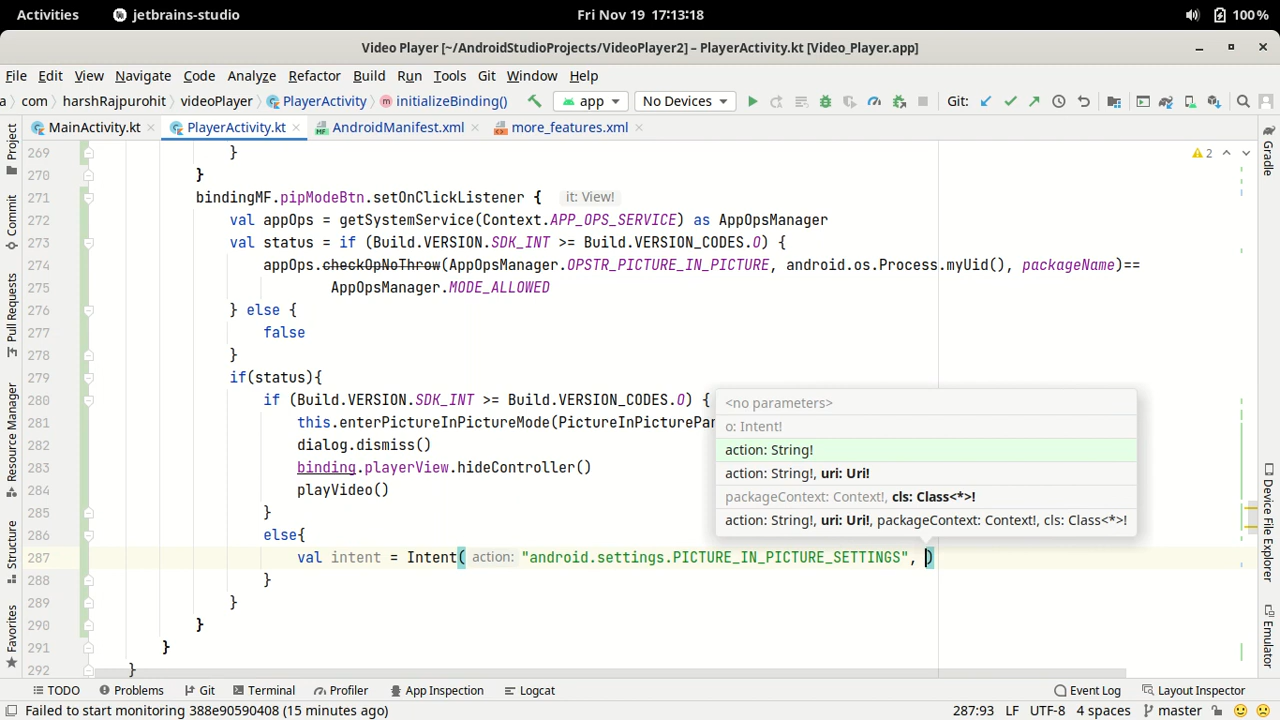 Activities
jetbrains-studio
Fri Nov 19 17:13:18
100%
Video Player [~/AndroidStudioProjects/VideoPlayer2] – PlayerActivity.kt [Video_Player.app]
File Edit View Navigate Code Analyze Refactor Build Run Tools Git Window Help
a com harshRajpurohit videoPlayer PlayerActivity initializeBinding() app No Devices Git:
MainActivity.kt PlayerActivity.kt AndroidManifest.xml more_features.xml
269 }
270 }
271 bindingMF.pipModeBtn.setOnClickListener { it: View!
272 val appOps = getSystemService(Context.APP_OPS_SERVICE) as AppOpsManager
273 val status = if (Build.VERSION.SDK_INT >= Build.VERSION_CODES.O) {
274 appOps.checkOpNoThrow(AppOpsManager.OPSTR_PICTURE_IN_PICTURE, android.os.Process.myUid(), packageName)==
275 AppOpsManager.MODE_ALLOWED
276 } else {
277 false
278 }
279 if(status){
280 if (Build.VERSION.SDK_INT >= Build.VERSION_CODES.O) {
281 this.enterPictureInPictureMode(PictureInPicturePar
282 dialog.dismiss()
283 binding.playerView.hideController()
284 playVideo()
285 }
286 else{
287 val intent = Intent( action: "android.settings.PICTURE_IN_PICTURE_SETTINGS", )
288 }
289 }
290 }
291 }
292 }
<no parameters>
o: Intent!
action: String!
action: String!, uri: Uri!
packageContext: Context!, cls: Class<*>!
action: String!, uri: Uri!, packageContext: Context!, cls: Class<*>!
2
Project
Commit
Pull Requests
Resource Manager
Structure
Favorites
Gradle
Device File Explorer
Emulator
TODO Problems Git Terminal Profiler App Inspection Logcat Event Log Layout Inspector
Failed to start monitoring 388e90590408 (15 minutes ago) 287:93 LF UTF-8 4 spaces master